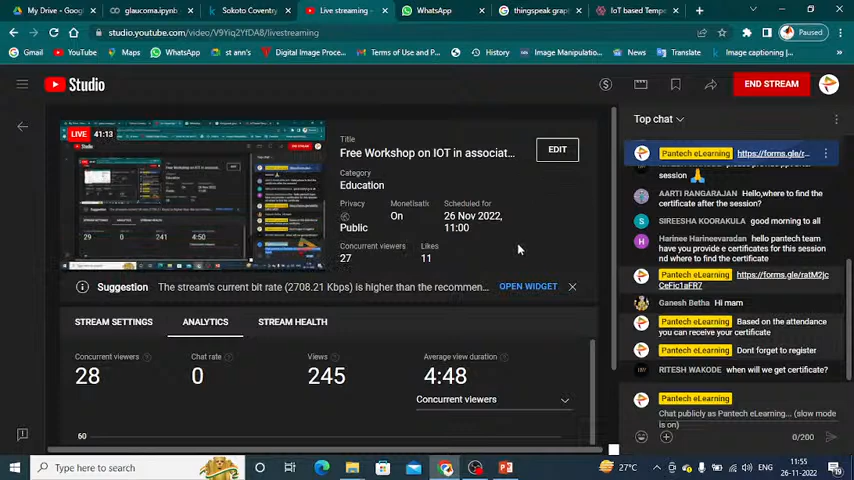 My Drive - Googl
glaucoma.ipynb
Sokoto Coventry
Live streaming -
WhatsApp
thingspeak grap
IoT based Tempe
studio.youtube.com/video/V9Yiq2YfDA8/livestreaming
Paused
Gmail
YouTube
Maps
WhatsApp
st ann's
Digital Image Proce...
Terms of Use and P...
History
Image Manipulation...
News
Translate
Image captioning |...
Studio
END STREAM
LIVE 41:13
Title
Free Workshop on IOT in associat...
EDIT
Category
Education
Privacy
Public
Monetisatic
On
Scheduled for
26 Nov 2022,
11:00
Concurrent viewers
27
Likes
11
Suggestion The stream's current bit rate (2708.21 Kbps) is higher than the recommen...
OPEN WIDGET
STREAM SETTINGS
ANALYTICS
STREAM HEALTH
Concurrent viewers
28
Chat rate
0
Views
245
Average view duration
4:48
Concurrent viewers
60
Top chat
Pantech eLearning https://forms.gle/r...
session
AARTI RANGARAJAN Hello,where to find the
certificate after the session?
SIREESHA KOORAKULA good morning to all
Harinee Harineevaradan hello pantech team
have you provide e certificates for this session
nd where to find the certificate
Pantech eLearning https://forms.gle/ratM2jc
CeFic1aFR7
Ganesh Betha Hi mam
Pantech eLearning Based on the attendance
you can receive your certificate
Pantech eLearning Dont forget to register
RITESH WAKODE when will we get certificate?
Pantech eLearning
Chat publicly as Pantech eLearning... (slow mode
is on)
0/200
Type here to search
27°C
ENG
11:55
26-11-2022
19